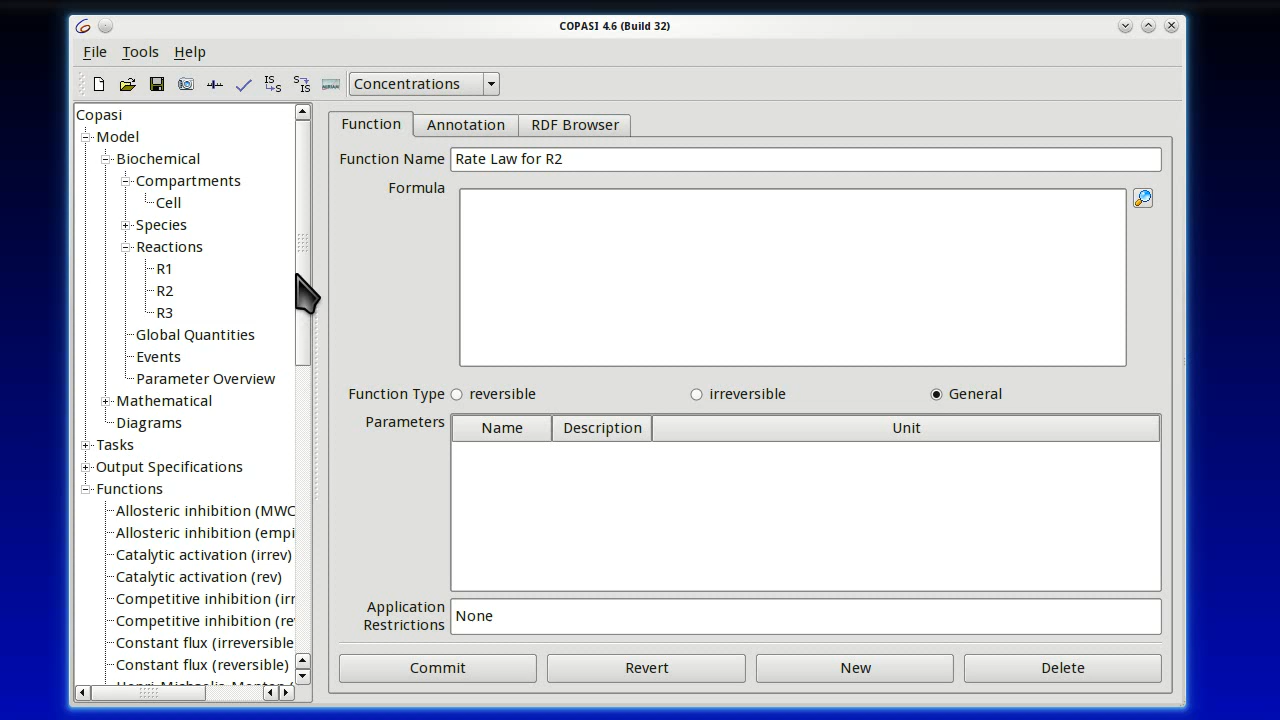 COPASI 4.6 (Build 32)
File Tools Help
IS S S IS MIRIAM Concentrations
Copasi
Model
Biochemical
Compartments
Cell
Species
Reactions
R1
R2
R3
Global Quantities
Events
Parameter Overview
Mathematical
Diagrams
Tasks
Output Specifications
Functions
Allosteric inhibition (MWC
Allosteric inhibition (empi
Catalytic activation (irrev)
Catalytic activation (rev)
Competitive inhibition (irr
Competitive inhibition (re
Constant flux (irreversible
Constant flux (reversible)
Function Annotation RDF Browser
Function Name Rate Law for R2
Formula
Function Type reversible irreversible General
Parameters Name Description Unit
Application
Restrictions
None
Commit Revert New Delete